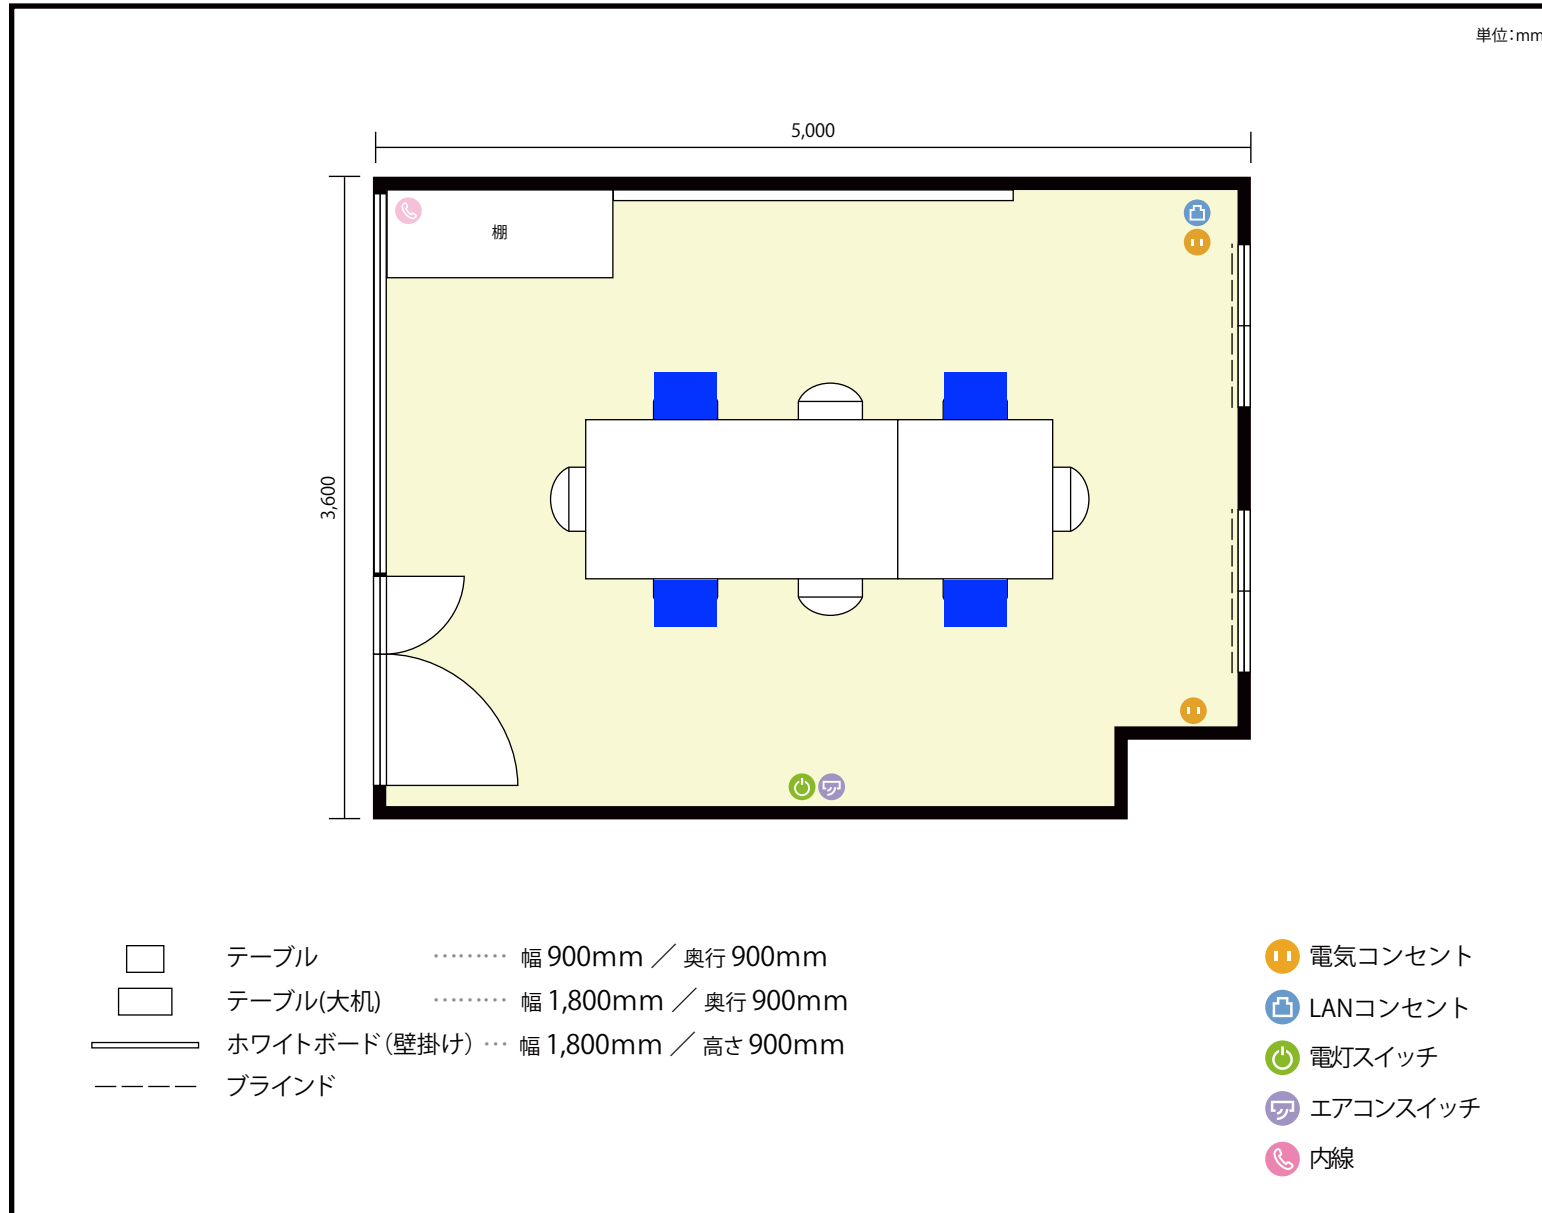 単位:mm
5,000
棚
3,600
テーブル ……… 幅 900mm ／ 奥行 900mm
テーブル(大机) ……… 幅 1,800mm ／ 奥行 900mm
ホワイトボード（壁掛け） … 幅 1,800mm ／ 高さ 900mm
ブラインド
電気コンセント
LANコンセント
電灯スイッチ
エアコンスイッチ
内線